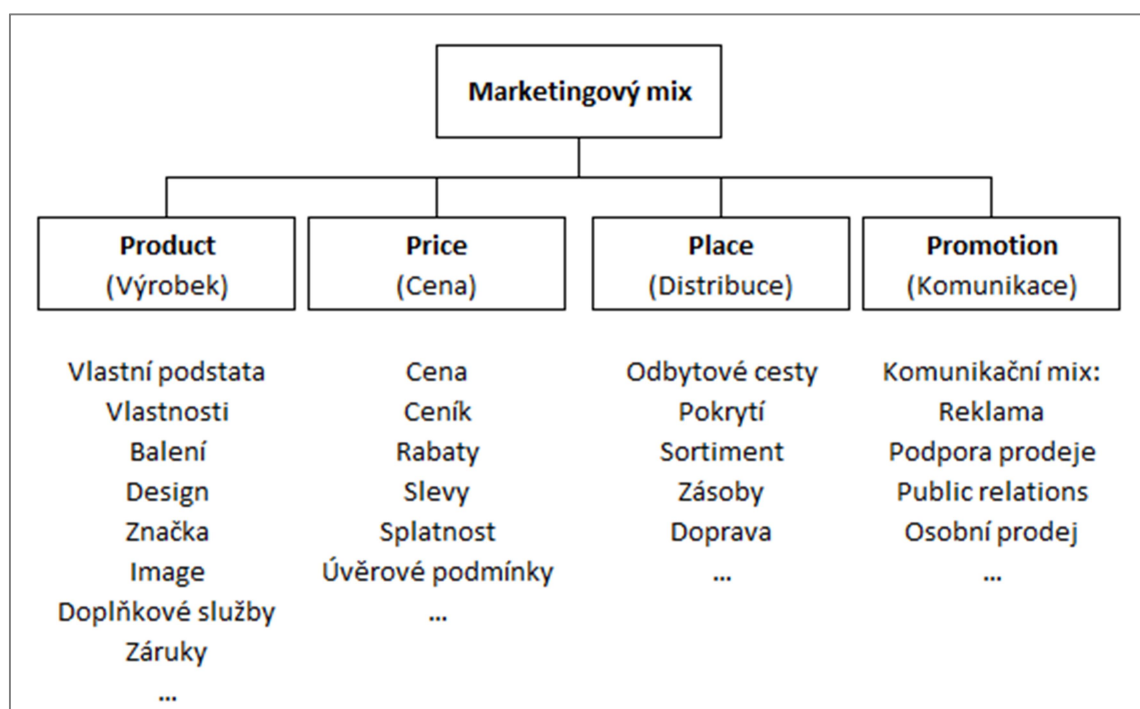 Marketingový mix
Product
(Výrobek)
Vlastní podstata
Vlastnosti
Balení
Design
Značka
Image
Doplňkové služby
Záruky
...
Price
(Cena)
Cena
Ceník
Rabaty
Slevy
Splatnost
Úvěrové podmínky
...
Place
(Distribuce)
Odbytové cesty
Pokrytí
Sortiment
Zásoby
Doprava
...
Promotion
(Komunikace)
Komunikační mix:
Reklama
Podpora prodeje
Public relations
Osobní prodej
...